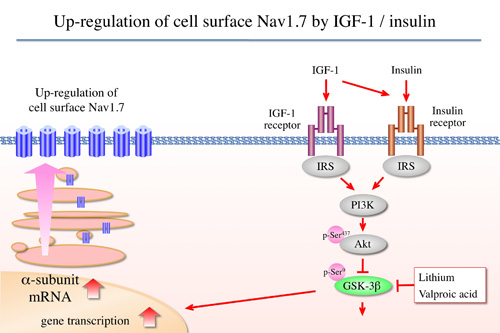 Up-regulation of cell surface Nav1.7 by IGF-1 / insulin
Up-regulation of
cell surface Nav1.7
IGF-1
Insulin
IGF-1
receptor
Insulin
receptor
IRS
IRS
PI3K
p-Ser437
Akt
p-Ser9
GSK-3β
Lithium
Valproic acid
α-subunit
mRNA
gene transcription